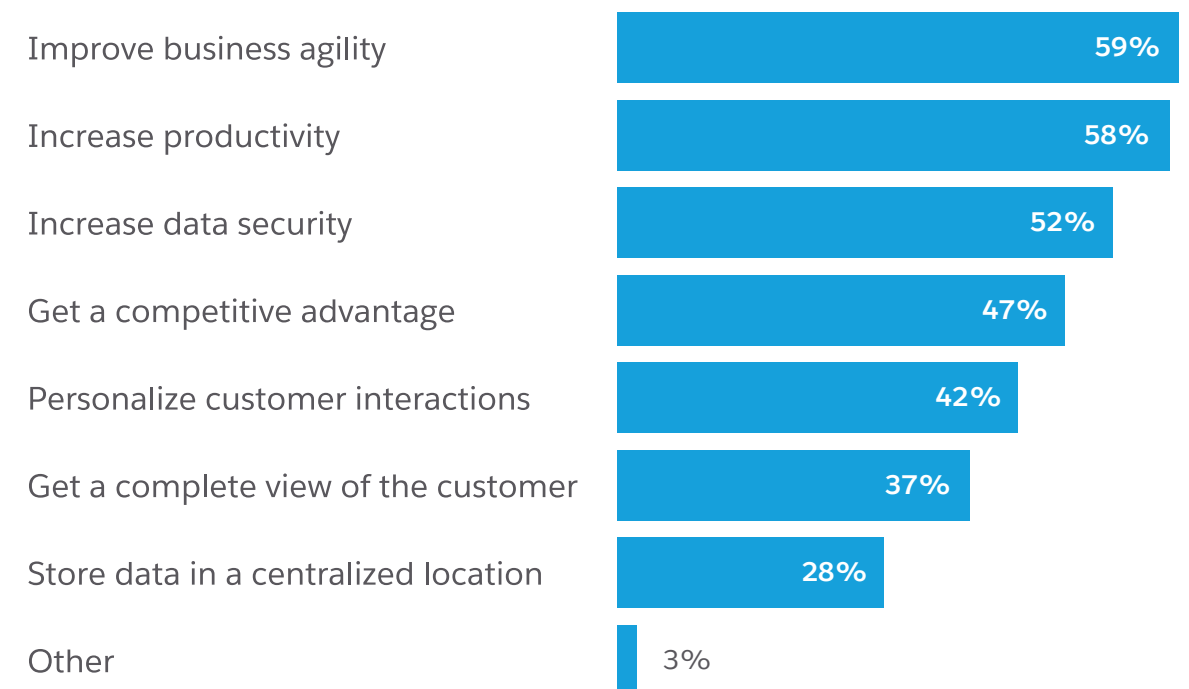 Improve business agility 59%
Increase productivity 58%
Increase data security 52%
Get a competitive advantage 47%
Personalize customer interactions 42%
Get a complete view of the customer 37%
Store data in a centralized location 28%
Other 3%